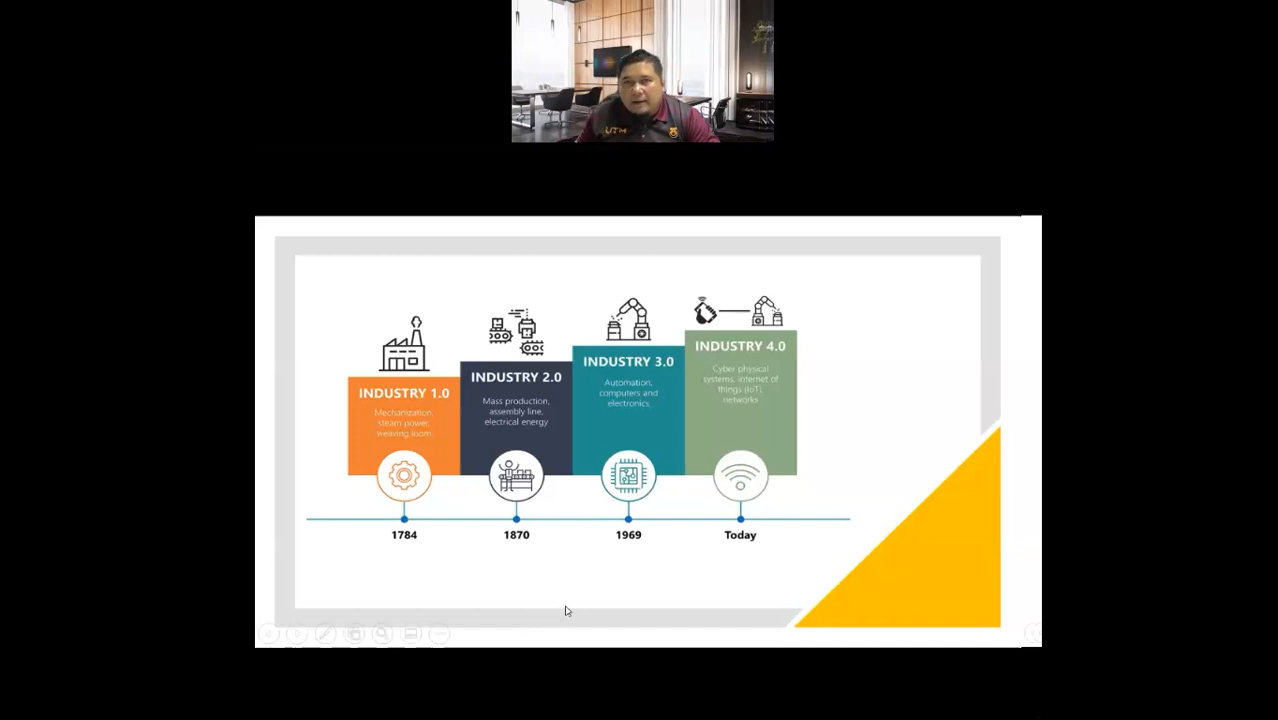 UTM
INDUSTRY 1.0
Mechanization,
steam power,
weaving loom
INDUSTRY 2.0
Mass production,
assembly line,
electrical energy
INDUSTRY 3.0
Automation,
computers and
electronics
INDUSTRY 4.0
Cyber physical
systems, internet of
things (IoT),
networks
1784
1870
1969
Today